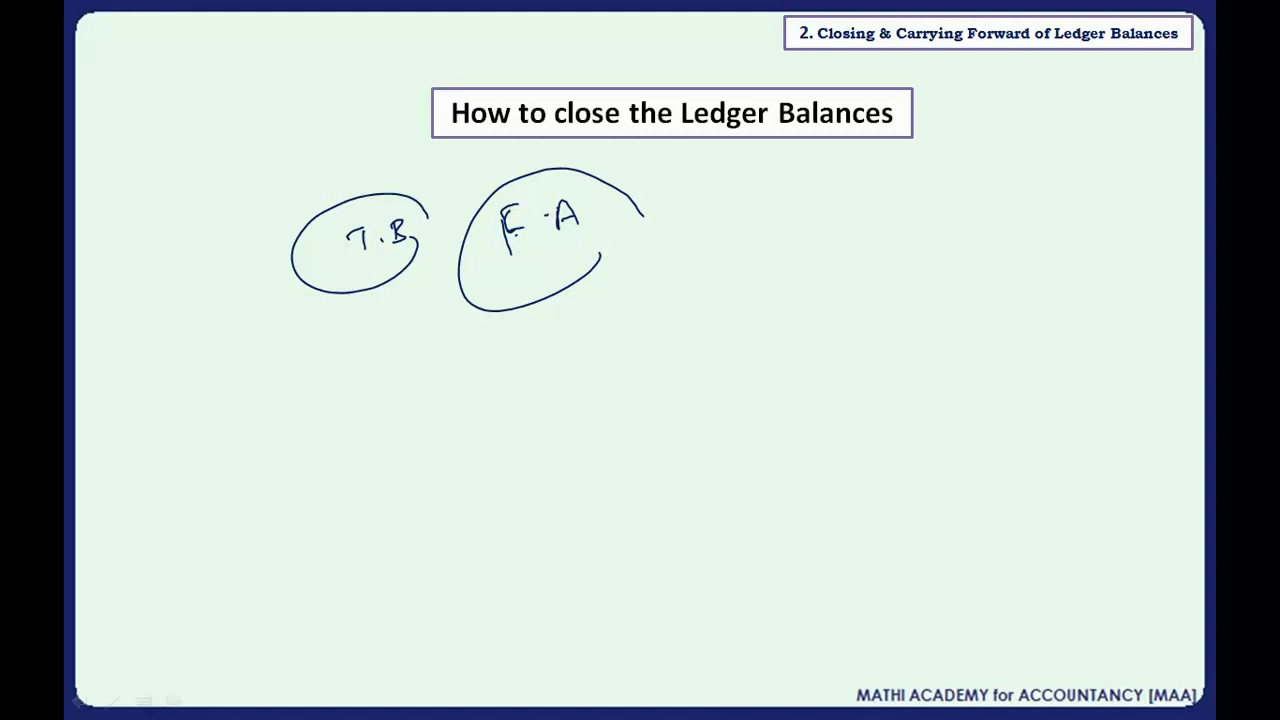 2. Closing & Carrying Forward of Ledger Balances
How to close the Ledger Balances
T.B F.A
MATHI ACADEMY for ACCOUNTANCY [MAA]